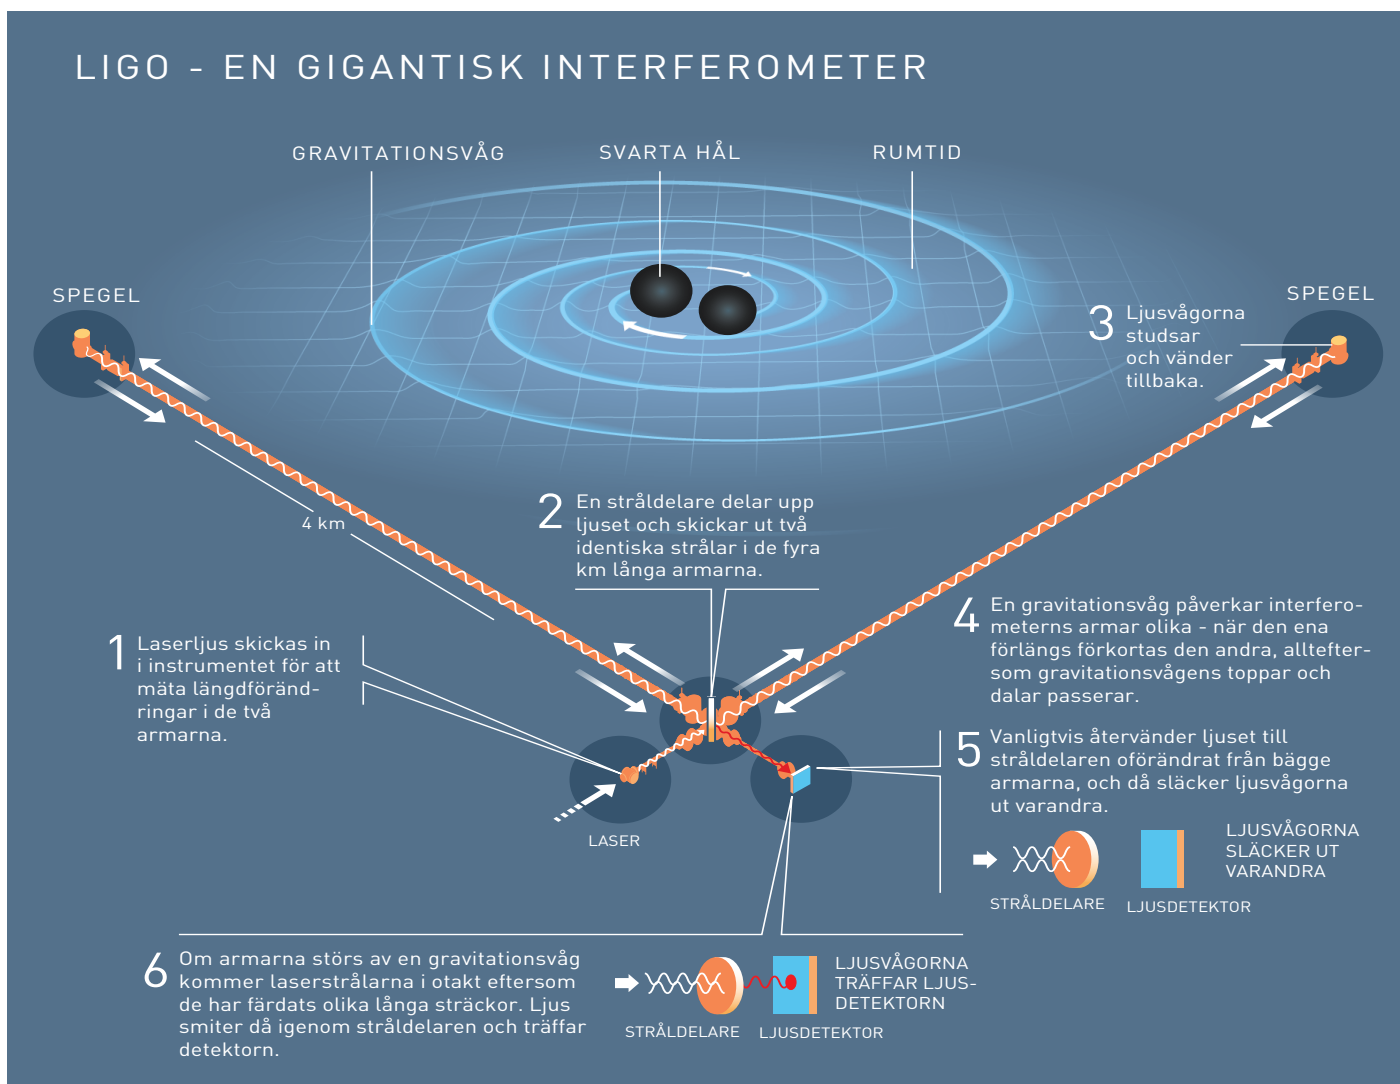 LIGO - EN GIGANTISK INTERFEROMETER
GRAVITATIONSVÅG
SVARTA HÅL
RUMTID
SPEGEL
SPEGEL
3
Ljusvågorna
studsar
och vänder
tillbaka.
4 km
2
En stråldelare delar upp
ljuset och skickar ut två
identiska strålar i de fyra
km långa armarna.
1
Laserljus skickas in
i instrumentet för att
mäta längdföränd-
ringar i de två
armarna.
4
En gravitationsvåg påverkar interfero-
meterns armar olika - när den ena
förlängs förkortas den andra, alltefter-
som gravitationsvågens toppar och
dalar passerar.
5
Vanligtvis återvänder ljuset till
stråldelaren oförändrat från bägge
armarna, och då släcker ljusvågorna
ut varandra.
LASER
LJUSVÅGORNA
SLÄCKER UT
VARANDRA
STRÅLDELARE
LJUSDETEKTOR
6
Om armarna störs av en gravitationsvåg
kommer laserstrålarna i otakt eftersom
de har färdats olika långa sträckor. Ljus
smiter då igenom stråldelaren och träffar
detektorn.
LJUSVÅGORNA
TRÄFFAR LJUS-
DETEKTORN
STRÅLDELARE
LJUSDETEKTOR